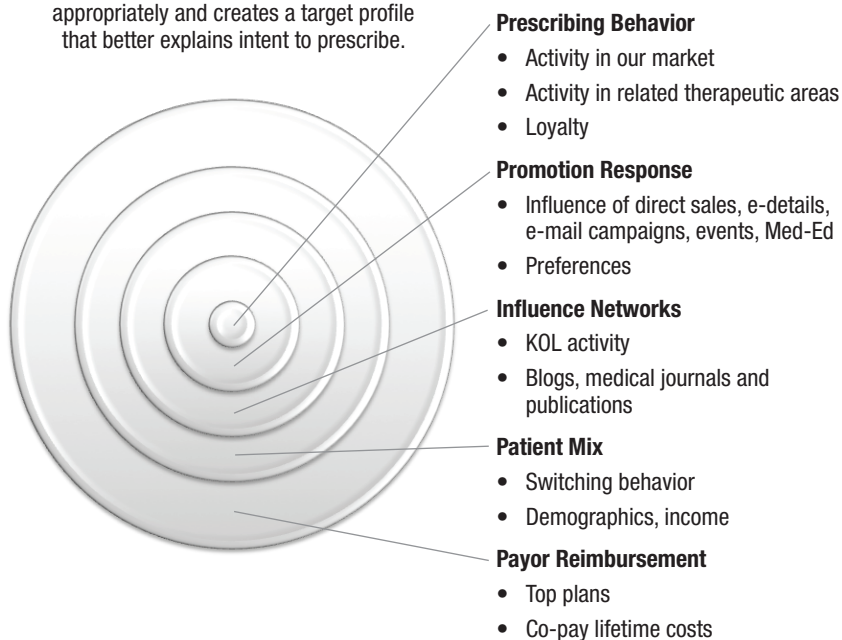 appropriately and creates a target profile
that better explains intent to prescribe.
Prescribing Behavior
• Activity in our market
• Activity in related therapeutic areas
• Loyalty
Promotion Response
• Influence of direct sales, e-details,
e-mail campaigns, events, Med-Ed
• Preferences
Influence Networks
• KOL activity
• Blogs, medical journals and
publications
Patient Mix
• Switching behavior
• Demographics, income
Payor Reimbursement
• Top plans
• Co-pay lifetime costs